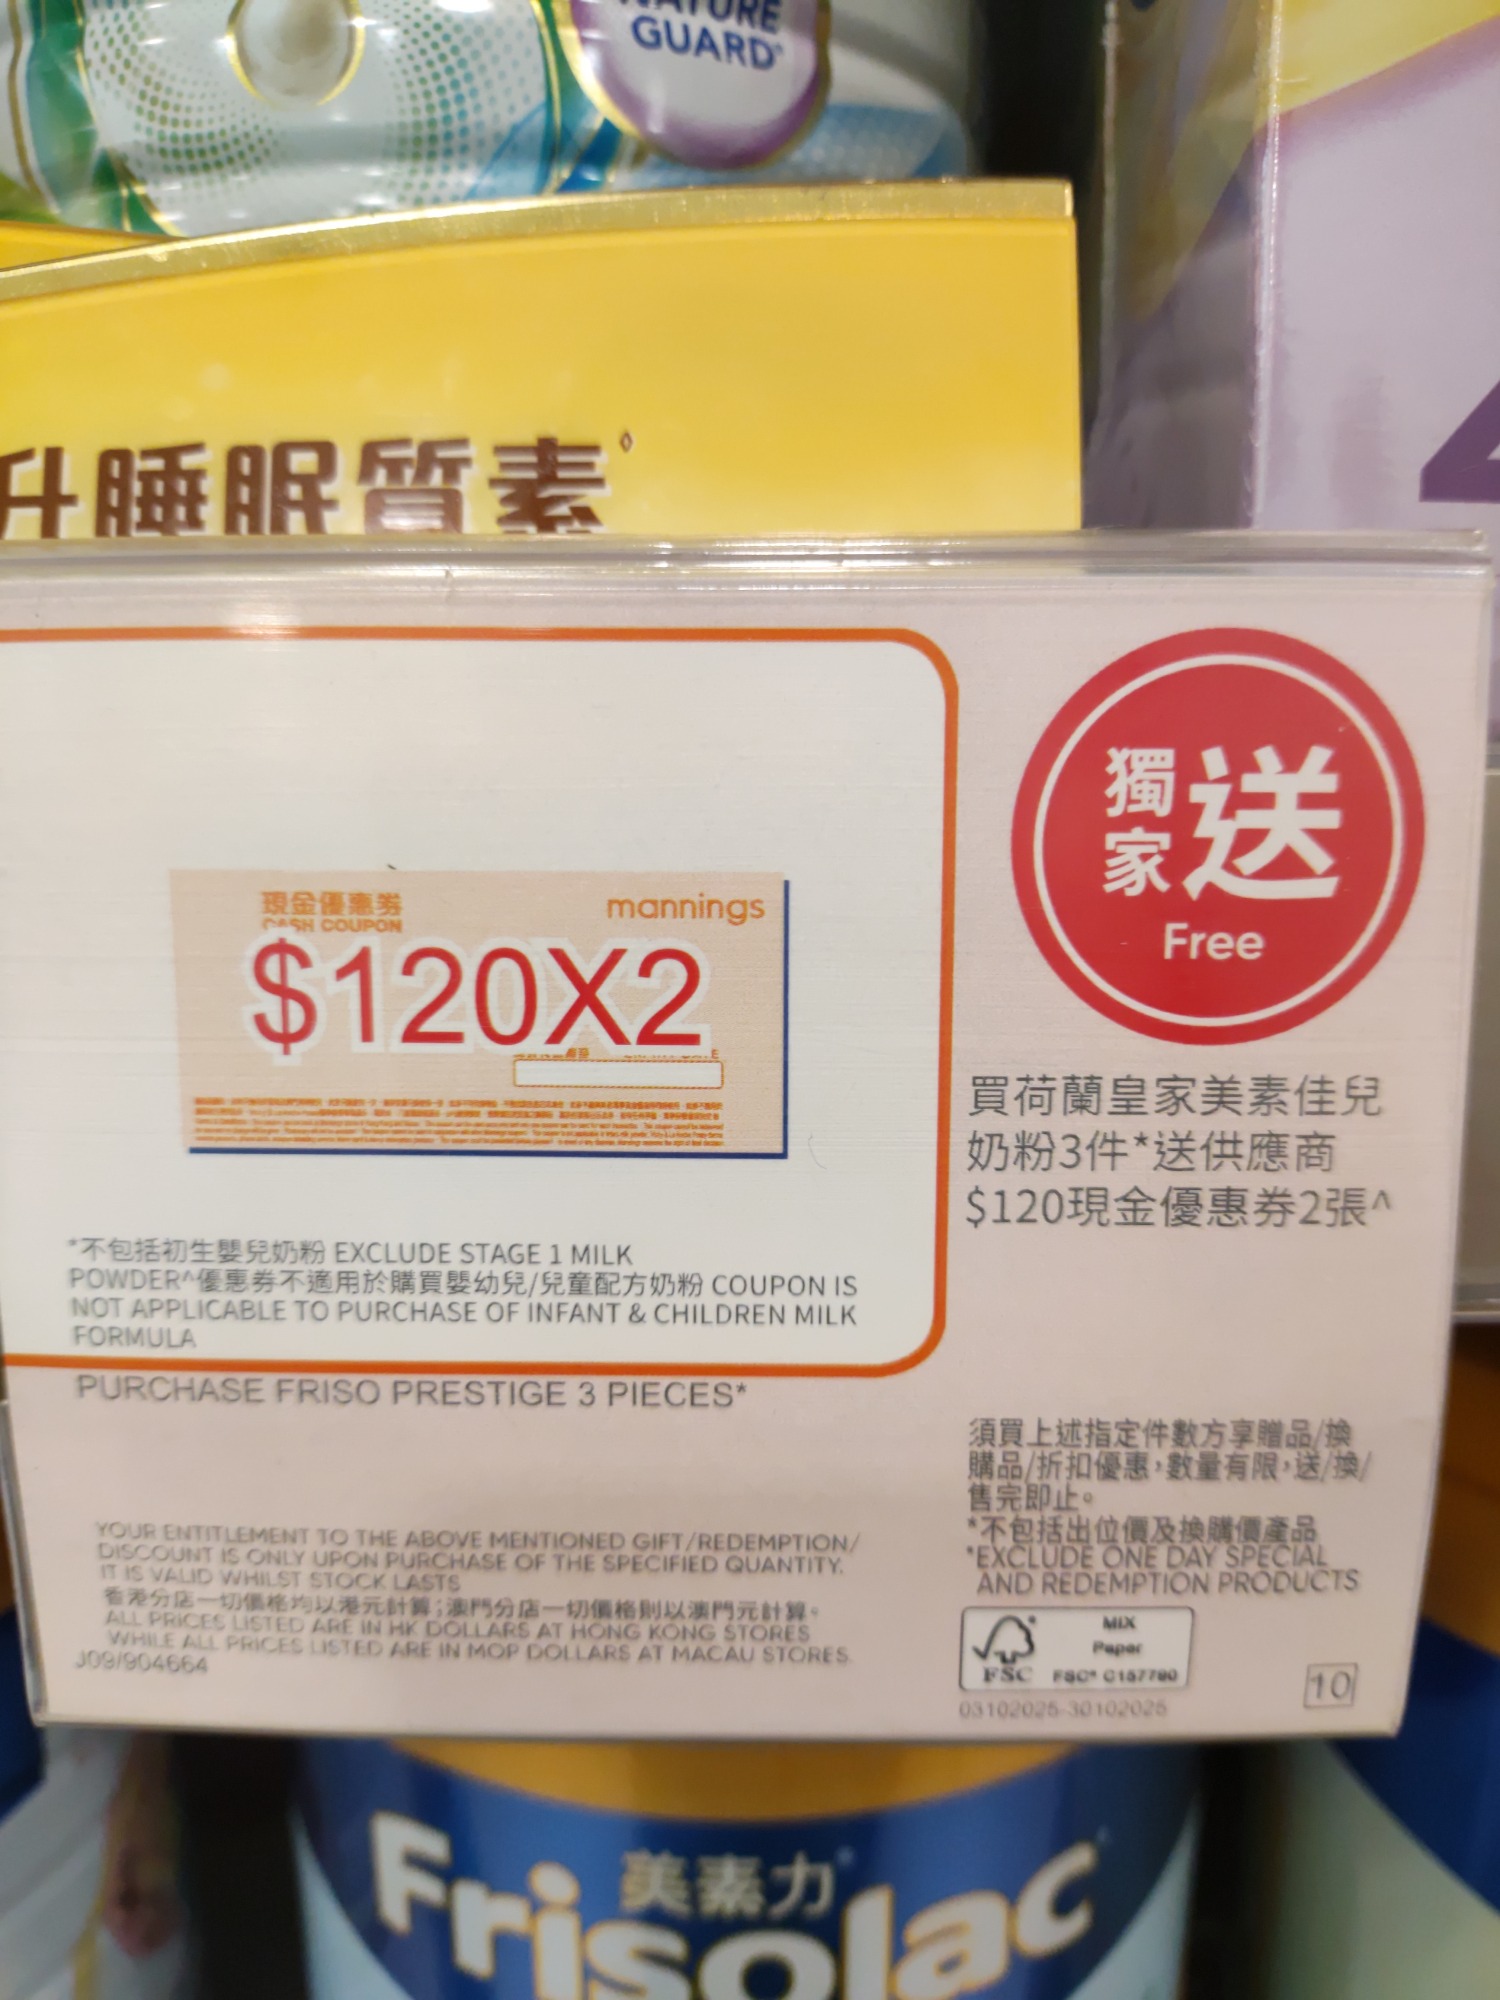 NATURE
GUARD
升睡眠質素
現金優惠券
CASH COUPON
mannings
$120X2
獨家
送
Free
買荷蘭皇家美素佳兒
奶粉3件*送供應商
$120現金優惠券2張^
*不包括初生嬰兒奶粉 EXCLUDE STAGE 1 MILK
POWDER^優惠券不適用於購買嬰幼兒/兒童配方奶粉 COUPON IS
NOT APPLICABLE TO PURCHASE OF INFANT & CHILDREN MILK
FORMULA
PURCHASE FRISO PRESTIGE 3 PIECES*
須買上述指定件數方享贈品/換
購品/折扣優惠，數量有限，送/換/
售完即止。
*不包括出位價及換購價產品
*EXCLUDE ONE DAY SPECIAL
AND REDEMPTION PRODUCTS
YOUR ENTITLEMENT TO THE ABOVE MENTIONED GIFT/REDEMPTION/
DISCOUNT IS ONLY UPON PURCHASE OF THE SPECIFIED QUANTITY.
IT IS VALID WHILST STOCK LASTS
香港分店一切價格均以港元計算；澳門分店一切價格則以澳門元計算。
ALL PRICES LISTED ARE IN HK DOLLARS AT HONG KONG STORES
WHILE ALL PRICES LISTED ARE IN MOP DOLLARS AT MACAU STORES.
J09/904664
FSC
MIX
Paper
FSC® C157790
03102025-30102025
10
美素力
Frisolac